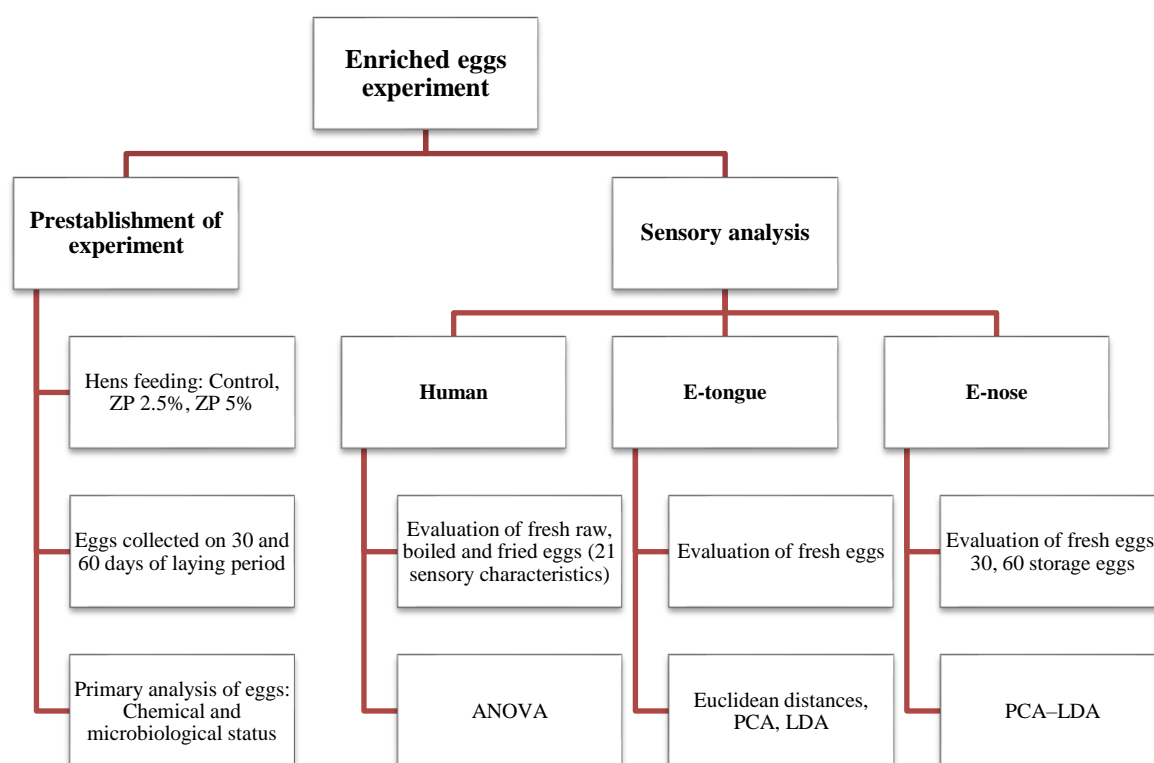 Enriched eggs
experiment
Prestablishment of
experiment
Sensory analysis
Hens feeding: Control,
ZP 2.5%, ZP 5%
Eggs collected on 30 and
60 days of laying period
Primary analysis of eggs:
Chemical and
microbiological status
Human
Evaluation of fresh raw,
boiled and fried eggs (21
sensory characteristics)
ANOVA
E-tongue
Evaluation of fresh eggs
Euclidean distances,
PCA, LDA
E-nose
Evaluation of fresh eggs,
30, 60 storage eggs
PCA–LDA